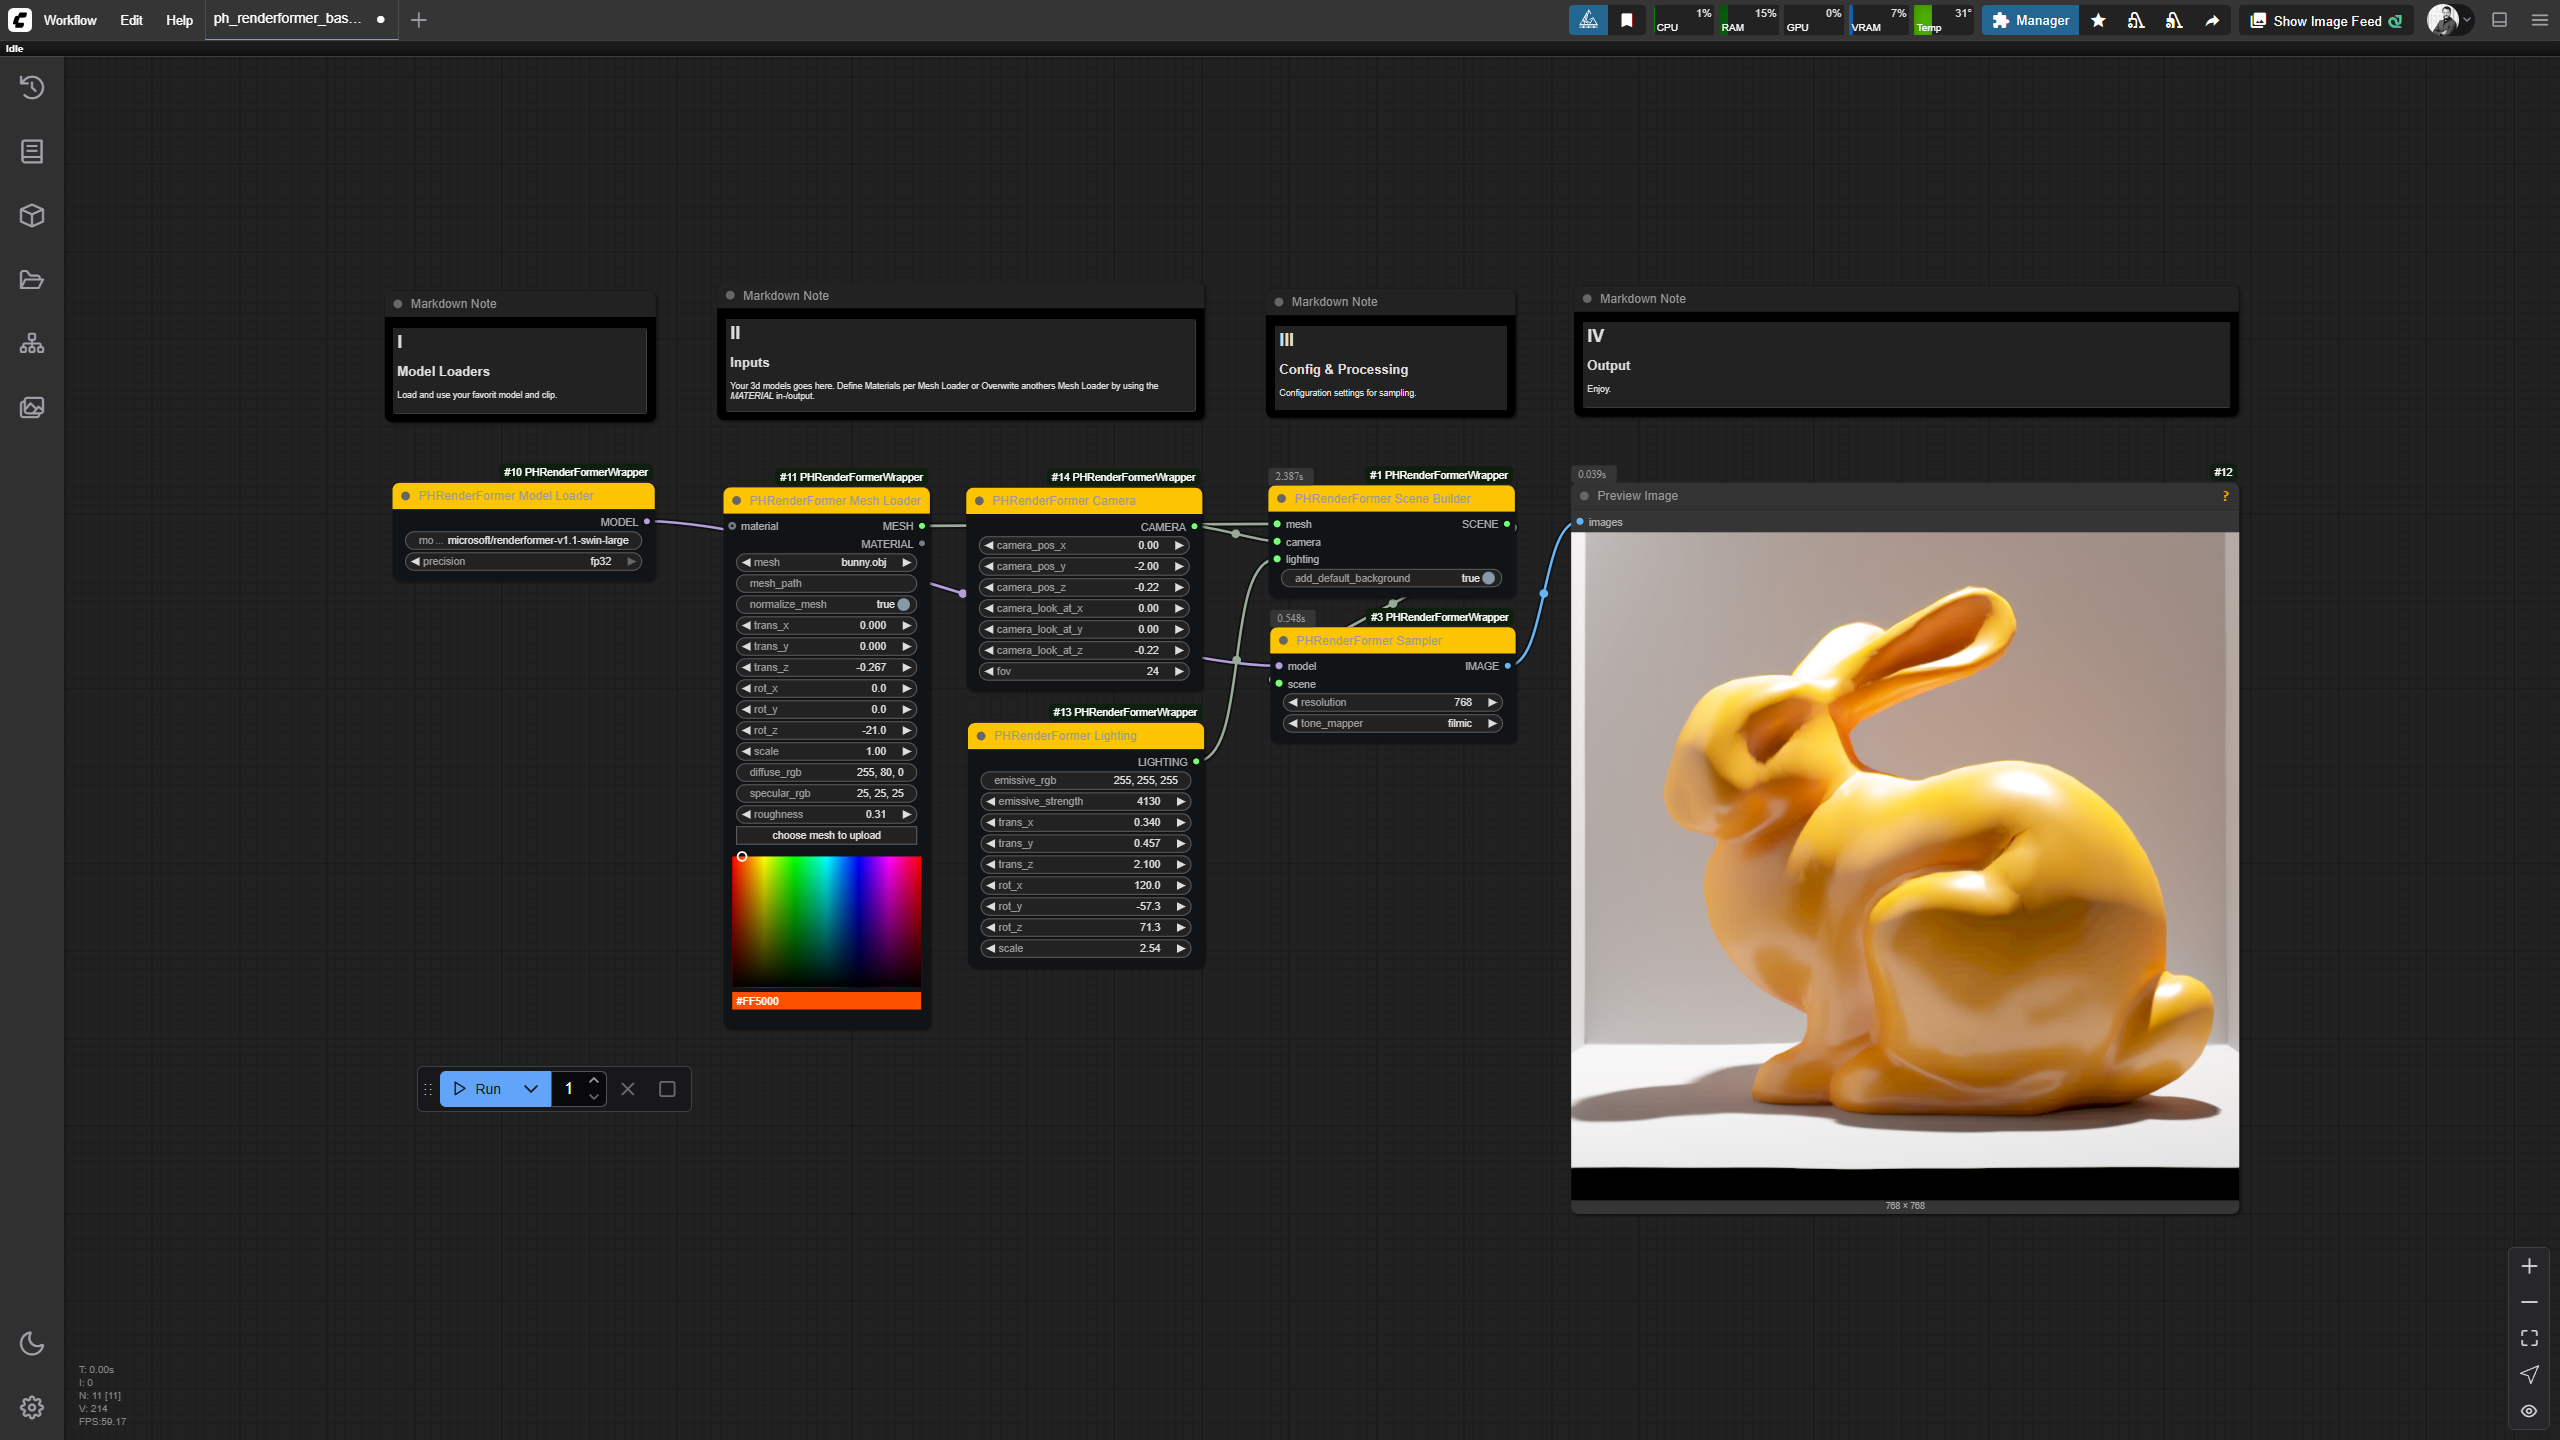 Workflow Edit Help ph_renderformer_bas...
CPU 1% RAM 15% GPU 0% VRAM 7% Temp 31°
Manager
Show Image Feed
Idle
Markdown Note
I
Model Loaders
Load and use your favorit model and clip.
Markdown Note
II
Inputs
Your 3d models goes here. Define Materials per Mesh Loader or Overwrite anothers Mesh Loader by using the
MATERIAL in-/output.
Markdown Note
III
Config & Processing
Configuration settings for sampling.
Markdown Note
IV
Output
Enjoy.
#10 PHRenderFormerWrapper
PHRenderFormer Model Loader
MODEL
mo ... microsoft/renderformer-v1.1-swin-large
precision fp32
#11 PHRenderFormerWrapper
PHRenderFormer Mesh Loader
material MESH
MATERIAL
mesh bunny.obj
mesh_path
normalize_mesh true
trans_x 0.000
trans_y 0.000
trans_z -0.267
rot_x 0.0
rot_y 0.0
rot_z -21.0
scale 1.00
diffuse_rgb 255, 80, 0
specular_rgb 25, 25, 25
roughness 0.31
choose mesh to upload
#FF5000
#14 PHRenderFormerWrapper
PHRenderFormer Camera
CAMERA
camera_pos_x 0.00
camera_pos_y -2.00
camera_pos_z -0.22
camera_look_at_x 0.00
camera_look_at_y 0.00
camera_look_at_z -0.22
fov 24
#13 PHRenderFormerWrapper
PHRenderFormer Lighting
LIGHTING
emissive_rgb 255, 255, 255
emissive_strength 4130
trans_x 0.340
trans_y 0.457
trans_z 2.100
rot_x 120.0
rot_y -57.3
rot_z 71.3
scale 2.54
2.387s
#1 PHRenderFormerWrapper
PHRenderFormer Scene Builder
mesh SCENE
camera
lighting
add_default_background true
0.548s
#3 PHRenderFormerWrapper
PHRenderFormer Sampler
model IMAGE
scene
resolution 768
tone_mapper filmic
0.039s
#12
Preview Image ?
images
768 × 768
Run 1
T: 0.00s
I: 0
N: 11 [11]
V: 214
FPS:59.17